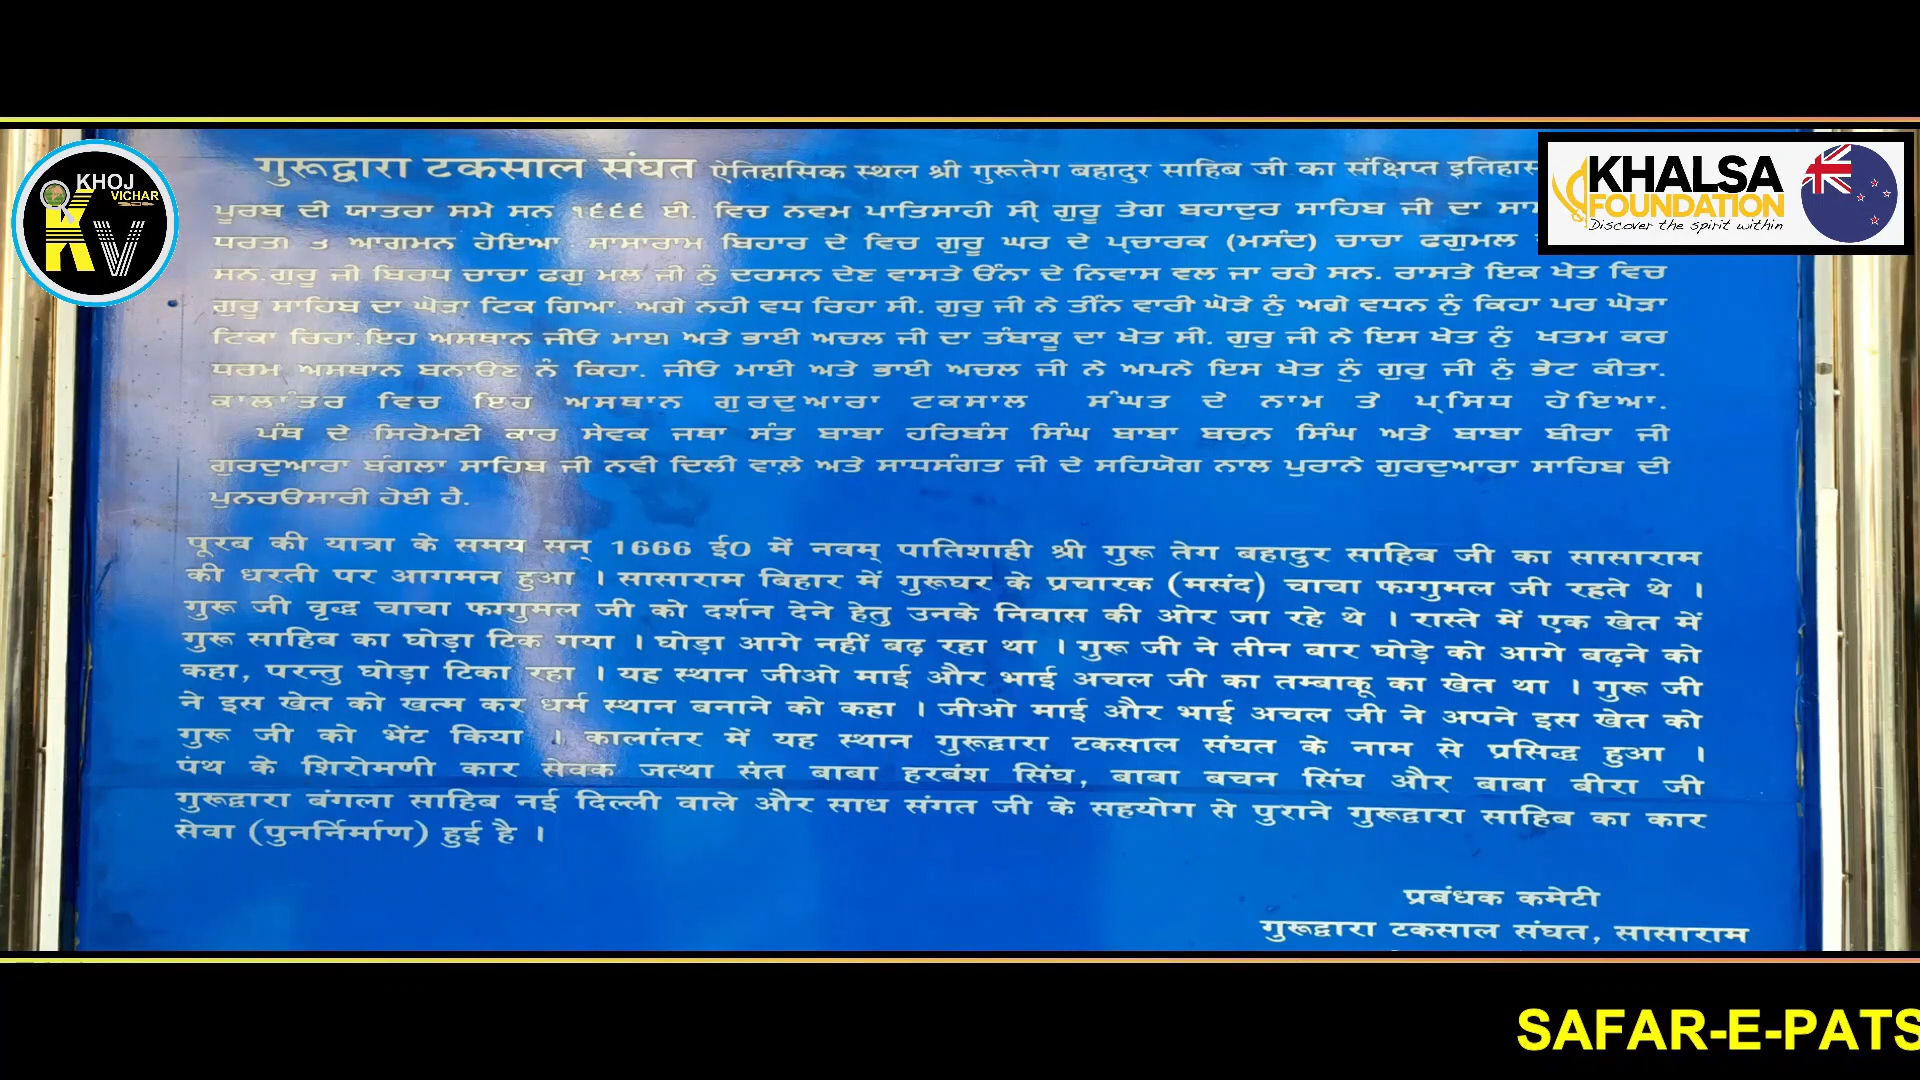 KHOJ
VICHAR
KV
KHALSA
FOUNDATION
Discover the spirit within
गुरूद्वारा टकसाल संघत ऐतिहासिक स्थल श्री गुरूतेग बहादुर साहिब जी का संक्षिप्त इतिहास
ਪੂਰਬ ਦੀ ਯਾਤਰਾ ਸਮੇ ਸਨ ੧੬੬੬ ਈ. ਵਿਚ ਨਵਮ ਪਾਤਿਸਾਹੀ ਸੀ੍ ਗੁਰੂ ਤੇਗ ਬਹਾਦੁਰ ਸਾਹਿਬ ਜੀ ਦਾ
ਧਰਤੀ ਤੇ ਆਗਮਨ ਹੋਇਆ. ਸਾਸਾਰਾਮ ਬਿਹਾਰ ਦੇ ਵਿਚ ਗੁਰੂ ਘਰ ਦੇ ਪ੍ਚਾਰਕ (ਮਸੰਦ) ਚਾਚਾ ਫਗੁਮਲ
ਸਨ.ਗੁਰੂ ਜੀ ਬਿਰਧ ਚਾਚਾ ਫਗੁ ਮਲ ਜੀ ਨੁੰ ਦਰਸਨ ਦੇਣ ਵਾਸਤੇ ਓੰਨਾ ਦੇ ਨਿਵਾਸ ਵਲ ਜਾ ਰਹੇ ਸਨ. ਰਾਸਤੇ ਇਕ ਖੇਤ ਵਿਚ
ਗੁਰੂ ਸਾਹਿਬ ਦਾ ਘੋੜਾ ਟਿਕ ਗਿਆ. ਅਗੇ ਨਹੀ ਵਧ ਰਿਹਾ ਸੀ. ਗੁਰੁ ਜੀ ਨੇ ਤੀੰਨ ਵਾਰੀ ਘੋੜੇ ਨੁੰ ਅਗੇ ਵਧਨ ਨੁੰ ਕਿਹਾ ਪਰ ਘੋੜਾ
ਟਿਕਾ ਰਿਹਾ.ਇਹ ਅਸਥਾਨ ਜੀਓ ਮਾਈ ਅਤੇ ਭਾਈ ਅਚਲ ਜੀ ਦਾ ਤੰਬਾਕੂ ਦਾ ਖੇਤ ਸੀ. ਗੁਰੁ ਜੀ ਨੇ ਇਸ ਖੇਤ ਨੁੰ ਖਤਮ ਕਰ
ਧਰਮ ਅਸਥਾਨ ਬਨਾਉਣ ਨੰ ਕਿਹਾ. ਜੀਓ ਮਾਈ ਅਤੇ ਭਾਈ ਅਚਲ ਜੀ ਨੇ ਅਪਨੇ ਇਸ ਖੇਤ ਨੁੰ ਗੁਰੁ ਜੀ ਨੁੰ ਭੇਟ ਕੀਤਾ.
ਕਾਲਾਂਤਰ ਵਿਚ ਇਹ ਅਸਥਾਨ ਗੁਰਦੁਆਰਾ ਟਕਸਾਲ ਸੰਘਤ ਦੇ ਨਾਮ ਤੇ ਪ੍ਸਿਧ ਹੋਇਆ.
ਪੰਥ ਦੇ ਸਿਰੋਮਣੀ ਕਾਰ ਸੇਵਕ ਜਥਾ ਸੰਤ ਬਾਬਾ ਹਰਿਬੰਸ ਸਿੰਘ ਬਾਬਾ ਬਚਨ ਸਿੰਘ ਅਤੇ ਬਾਬਾ ਬੀਰਾ ਜੀ
ਗੁਰਦੁਆਰਾ ਬੰਗਲਾ ਸਾਹਿਬ ਜੀ ਨਵੀ ਦਿਲੀ ਵਾਲੇ਼ ਅਤੇ ਸਾਧਸੰਗਤ ਜੀ ਦੇ ਸਹਿਯੋਗ ਨਾਲ ਪੁਰਾਨੇ ਗੁਰਦੁਆਰਾ ਸਾਹਿਬ ਦੀ
ਪੁਨਰਓਸਾਰੀ ਹੋਈ ਹੈ.
पूरब की यात्रा के समय सन् 1666 ई0 में नवम् पातिशाही श्री गुरू तेग बहादुर साहिब जी का सासाराम
की धरती पर आगमन हुआ । सासाराम बिहार में गुरूघर के प्रचारक (मसंद) चाचा फग्गुमल जी रहते थे ।
गुरू जी वृद्ध चाचा फग्गुमल जी को दर्शन देने हेतु उनके निवास की ओर जा रहे थे । रास्ते में एक खेत में
गुरू साहिब का घोड़ा टिक गया । घोड़ा आगे नहीं बढ़ रहा था । गुरू जी ने तीन बार घोड़े को आगे बढ़ने को
कहा, परन्तु घोड़ा टिका रहा । यह स्थान जीओ माई और भाई अचल जी का तम्बाकू का खेत था । गुरू जी
ने इस खेत को खत्म कर धर्म स्थान बनाने को कहा । जीओ माई और भाई अचल जी ने अपने इस खेत को
गुरू जी को भेंट किया । कालांतर में यह स्थान गुरूद्वारा टकसाल संघत के नाम से प्रसिद्ध हुआ ।
पंथ के शिरोमणी कार सेवक जत्था संत बाबा हरबंश सिंघ, बाबा बचन सिंघ और बाबा बीरा जी
गुरूद्वारा बंगला साहिब नई दिल्ली वाले और साध संगत जी के सहयोग से पुराने गुरूद्वारा साहिब का कार
सेवा (पुनर्निर्माण) हुई है ।
प्रबंधक कमेटी
गुरूद्वारा टकसाल संघत, सासाराम
SAFAR-E-PATS